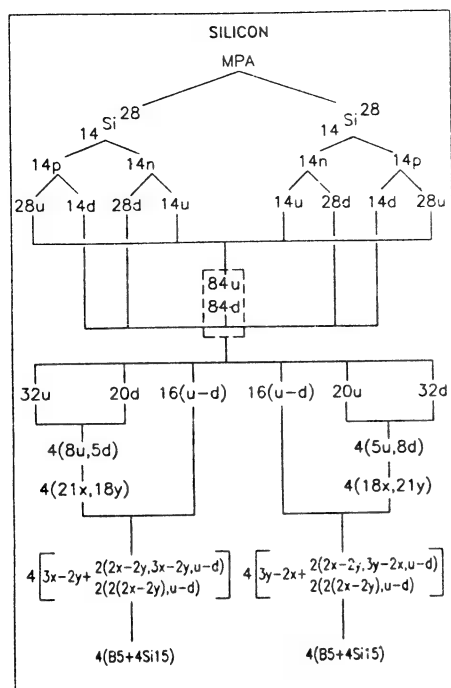 SILICON
MPA
14 Si 28 14 Si 28
14p 14n 14n 14p
28u 14d 28d 14u 14u 28d 14d 28u
84u
84d
32u 20d 16(u-d) 16(u-d) 20u 32d
4(8u,5d) 4(5u,8d)
4(21x,18y) 4(18x,21y)
4[3x-2y+ 2(2x-2y,3x-2y,u-d) 4[3y-2x+ 2(2x-2y,3y-2x,u-d)
2(2(2x-2y),u-d)] 2(2(2x-2y),u-d)]
4(B5+4Si15) 4(B5+4Si15)